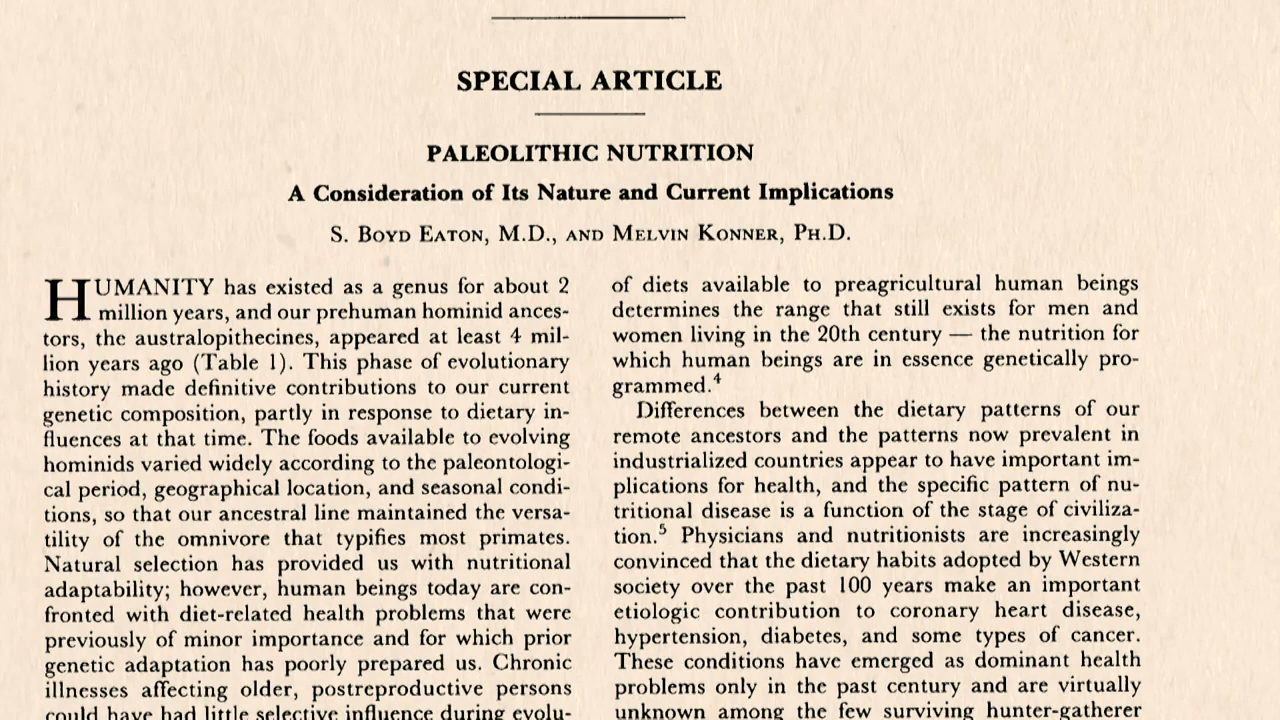 SPECIAL ARTICLE
PALEOLITHIC NUTRITION
A Consideration of Its Nature and Current Implications
S. Boyd Eaton, M.D., and Melvin Konner, Ph.D.
HUMANITY has existed as a genus for about 2
million years, and our prehuman hominid ances-
tors, the australopithecines, appeared at least 4 mil-
lion years ago (Table 1). This phase of evolutionary
history made definitive contributions to our current
genetic composition, partly in response to dietary in-
fluences at that time. The foods available to evolving
hominids varied widely according to the paleontologi-
cal period, geographical location, and seasonal condi-
tions, so that our ancestral line maintained the versa-
tility of the omnivore that typifies most primates.
Natural selection has provided us with nutritional
adaptability; however, human beings today are con-
fronted with diet-related health problems that were
previously of minor importance and for which prior
genetic adaptation has poorly prepared us. Chronic
illnesses affecting older, postreproductive persons
could have had little selective influence during evolu-
of diets available to preagricultural human beings
determines the range that still exists for men and
women living in the 20th century — the nutrition for
which human beings are in essence genetically pro-
grammed.⁴
Differences between the dietary patterns of our
remote ancestors and the patterns now prevalent in
industrialized countries appear to have important im-
plications for health, and the specific pattern of nu-
tritional disease is a function of the stage of civiliza-
tion.⁵ Physicians and nutritionists are increasingly
convinced that the dietary habits adopted by Western
society over the past 100 years make an important
etiologic contribution to coronary heart disease,
hypertension, diabetes, and some types of cancer.
These conditions have emerged as dominant health
problems only in the past century and are virtually
unknown among the few surviving hunter-gatherer